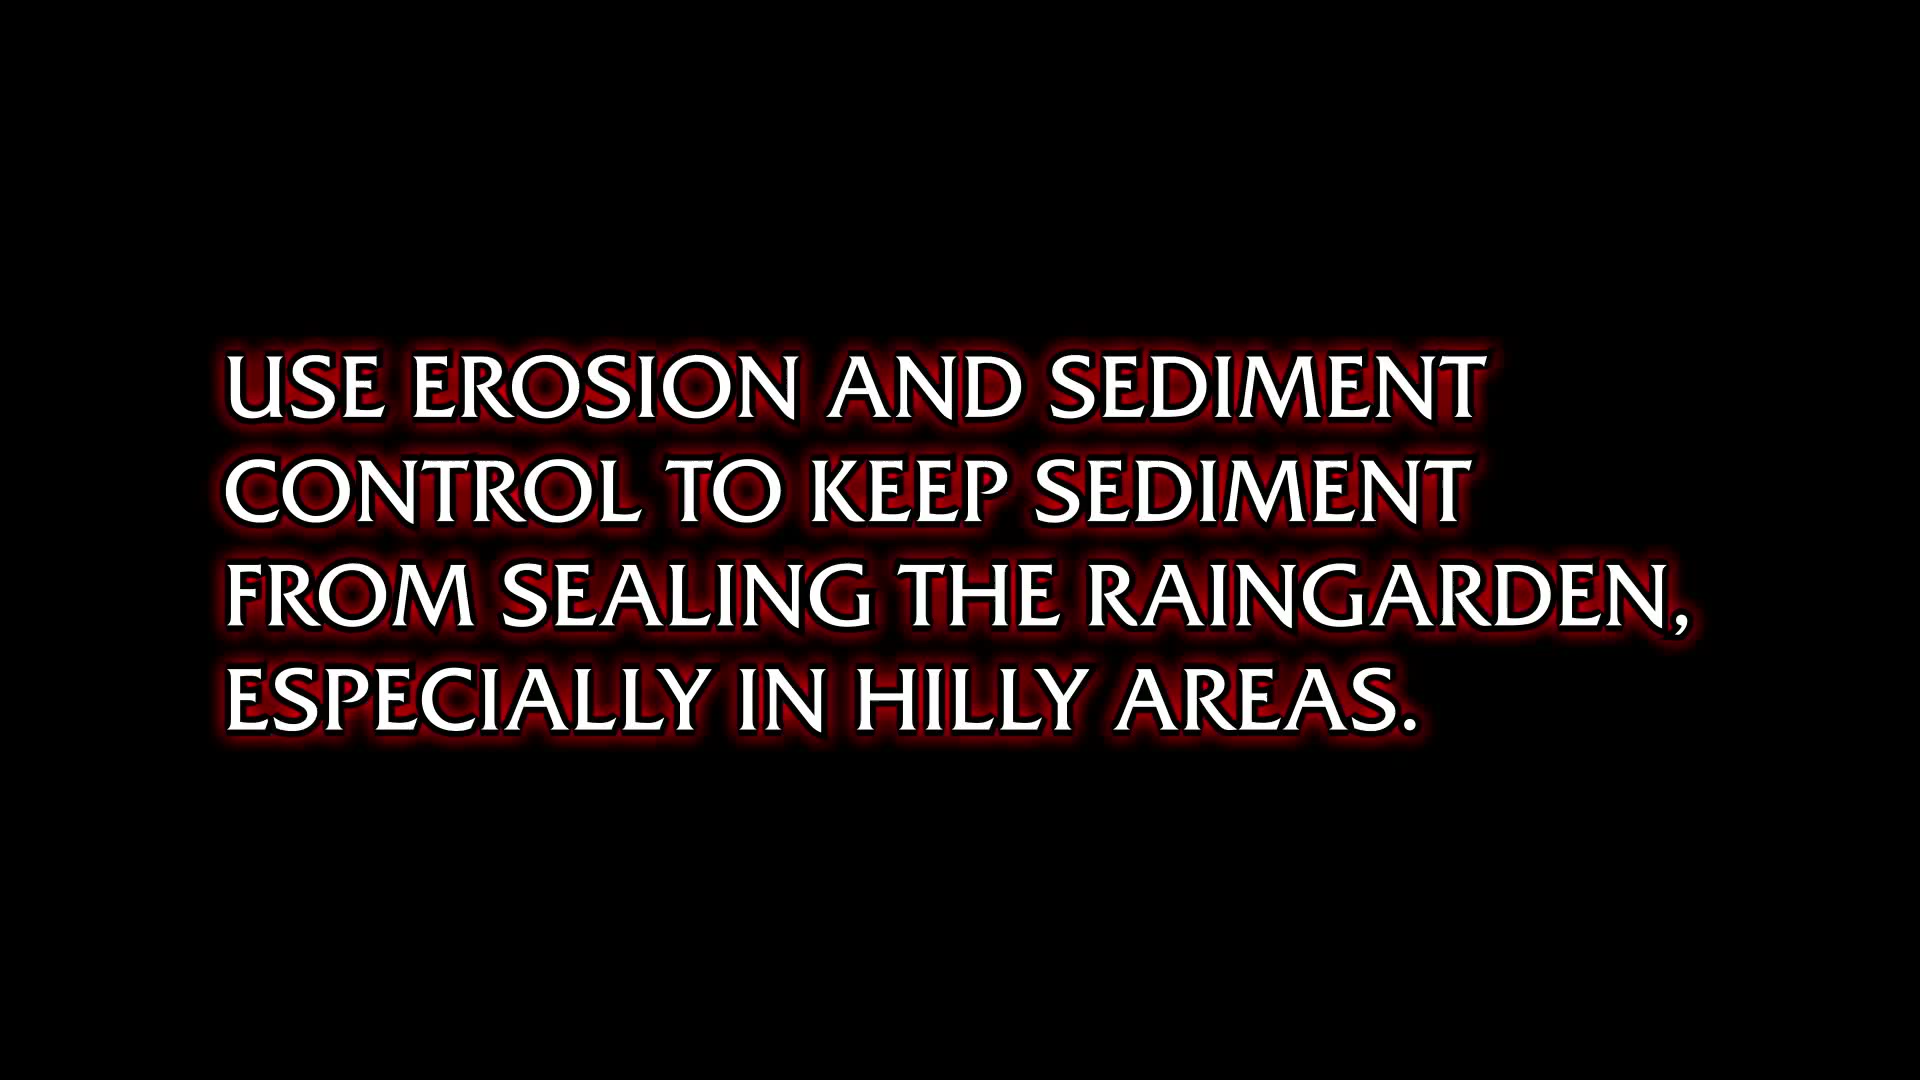 USE EROSION AND SEDIMENT
CONTROL TO KEEP SEDIMENT
FROM SEALING THE RAINGARDEN,
ESPECIALLY IN HILLY AREAS.